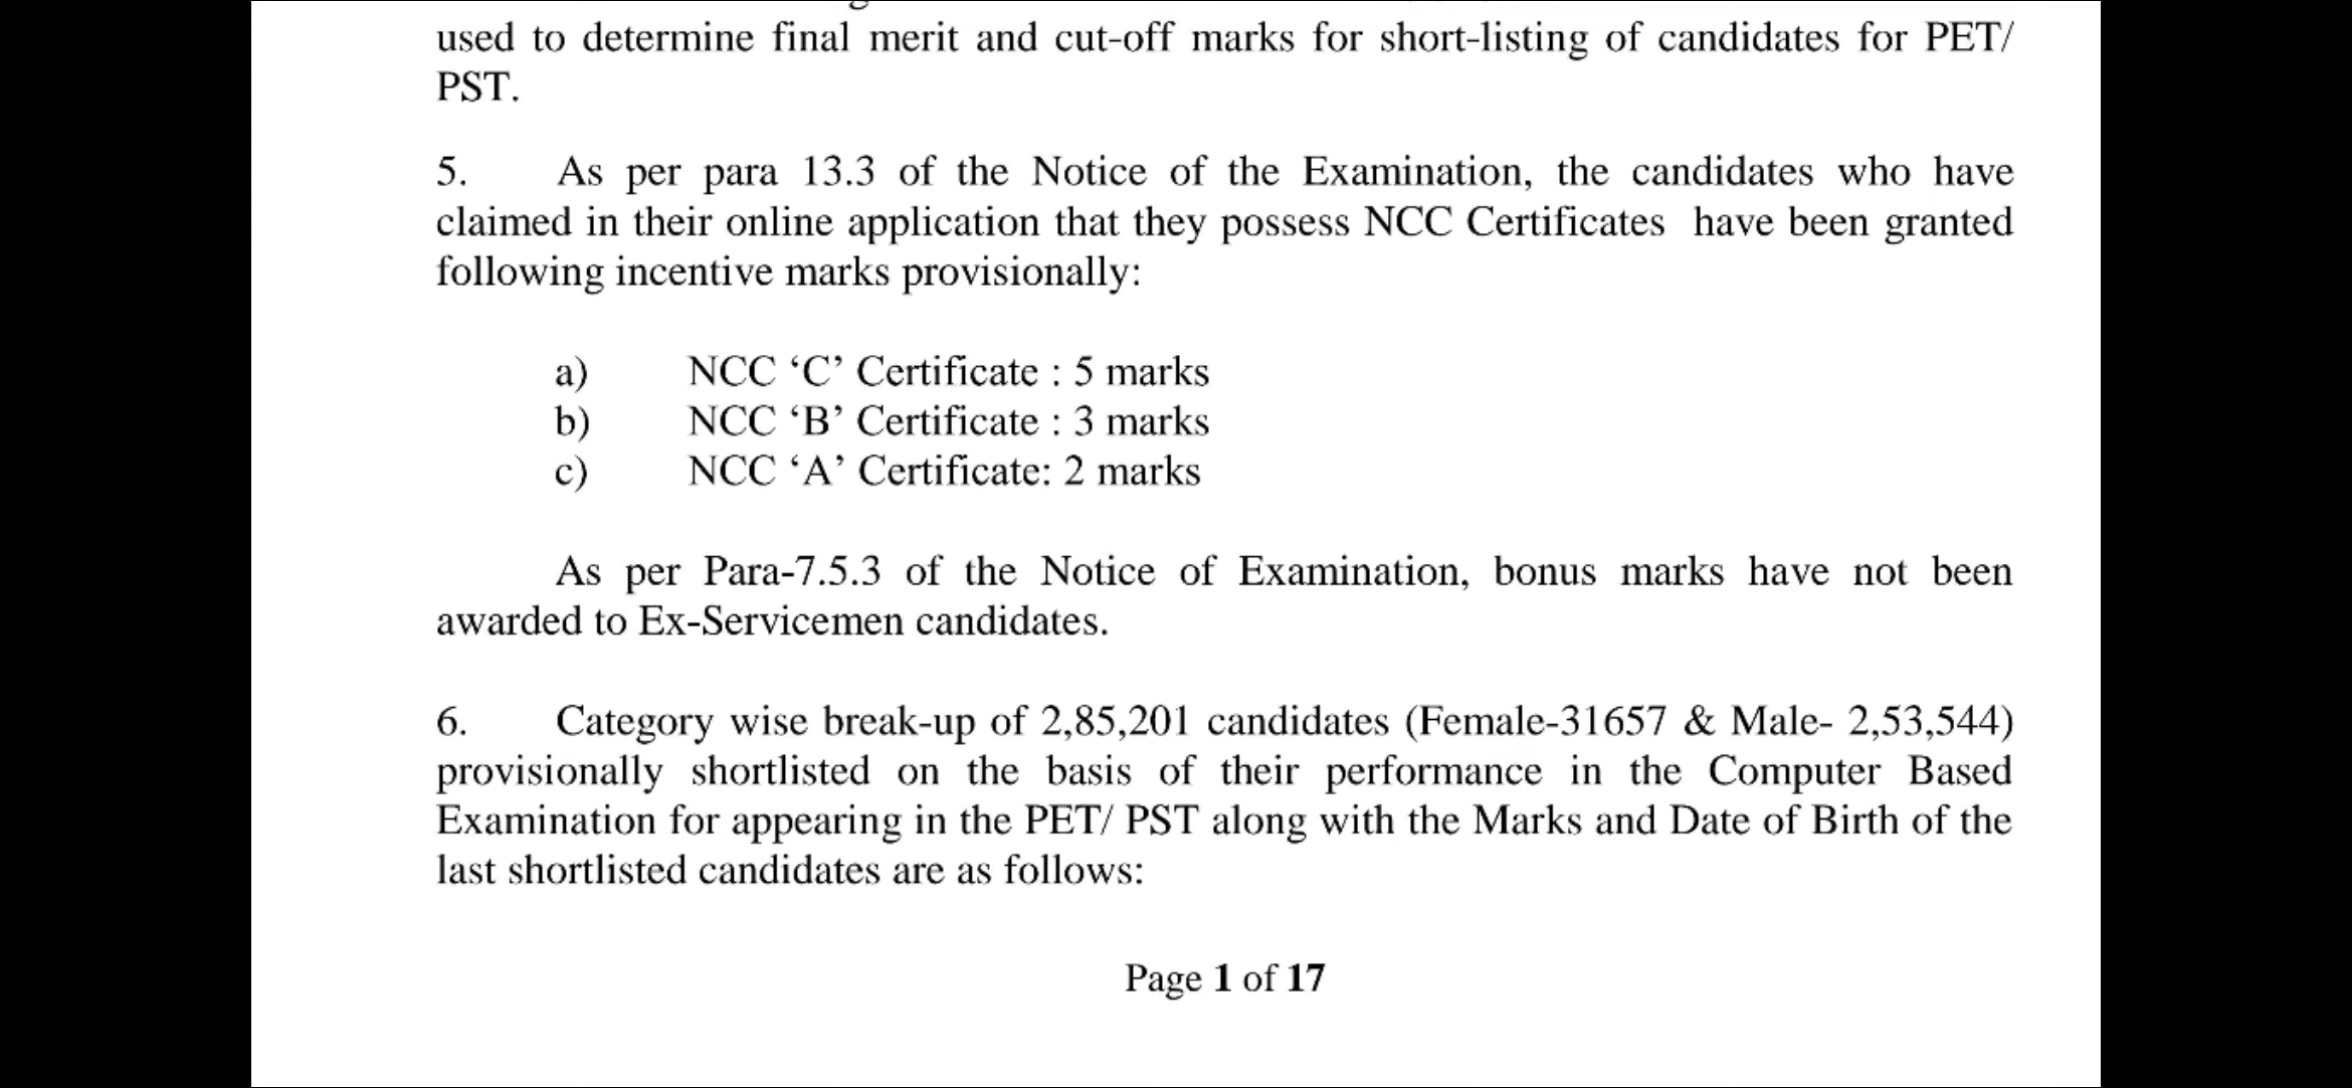 used to determine final merit and cut-off marks for short-listing of candidates for PET/
PST.
5. As per para 13.3 of the Notice of the Examination, the candidates who have
claimed in their online application that they possess NCC Certificates have been granted
following incentive marks provisionally:
a) NCC ‘C’ Certificate : 5 marks
b) NCC ‘B’ Certificate : 3 marks
c) NCC ‘A’ Certificate: 2 marks
As per Para-7.5.3 of the Notice of Examination, bonus marks have not been
awarded to Ex-Servicemen candidates.
6. Category wise break-up of 2,85,201 candidates (Female-31657 & Male- 2,53,544)
provisionally shortlisted on the basis of their performance in the Computer Based
Examination for appearing in the PET/ PST along with the Marks and Date of Birth of the
last shortlisted candidates are as follows:
Page 1 of 17